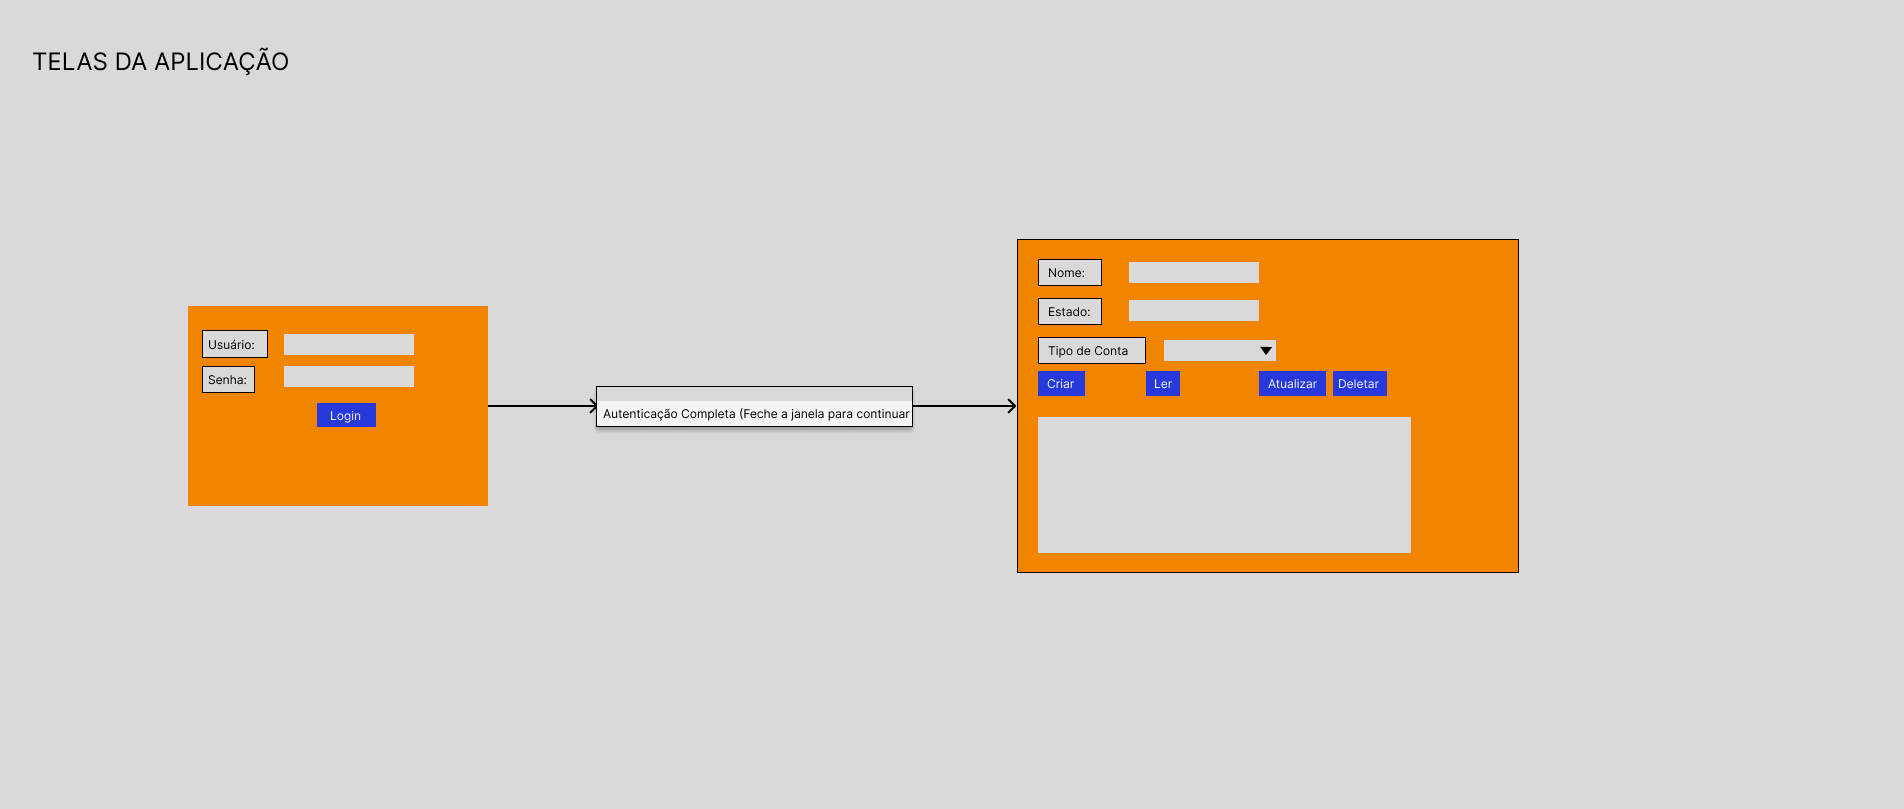 TELAS DA APLICAÇÃO
Usuário:
Senha:
Login
Autenticação Completa (Feche a janela para continuar
Nome:
Estado:
Tipo de Conta
Criar
Ler
Atualizar
Deletar